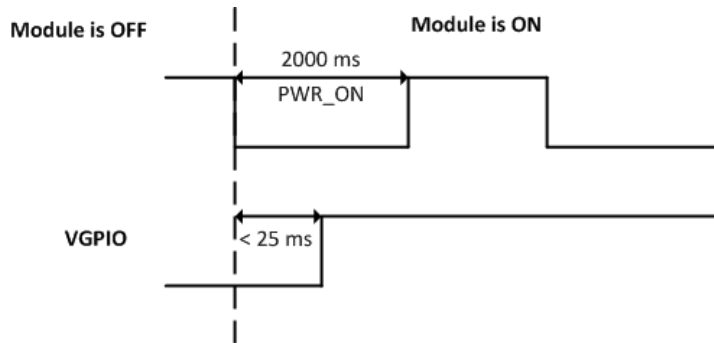 Module is OFF
Module is ON
2000 ms
PWR_ON
VGPIO
< 25 ms